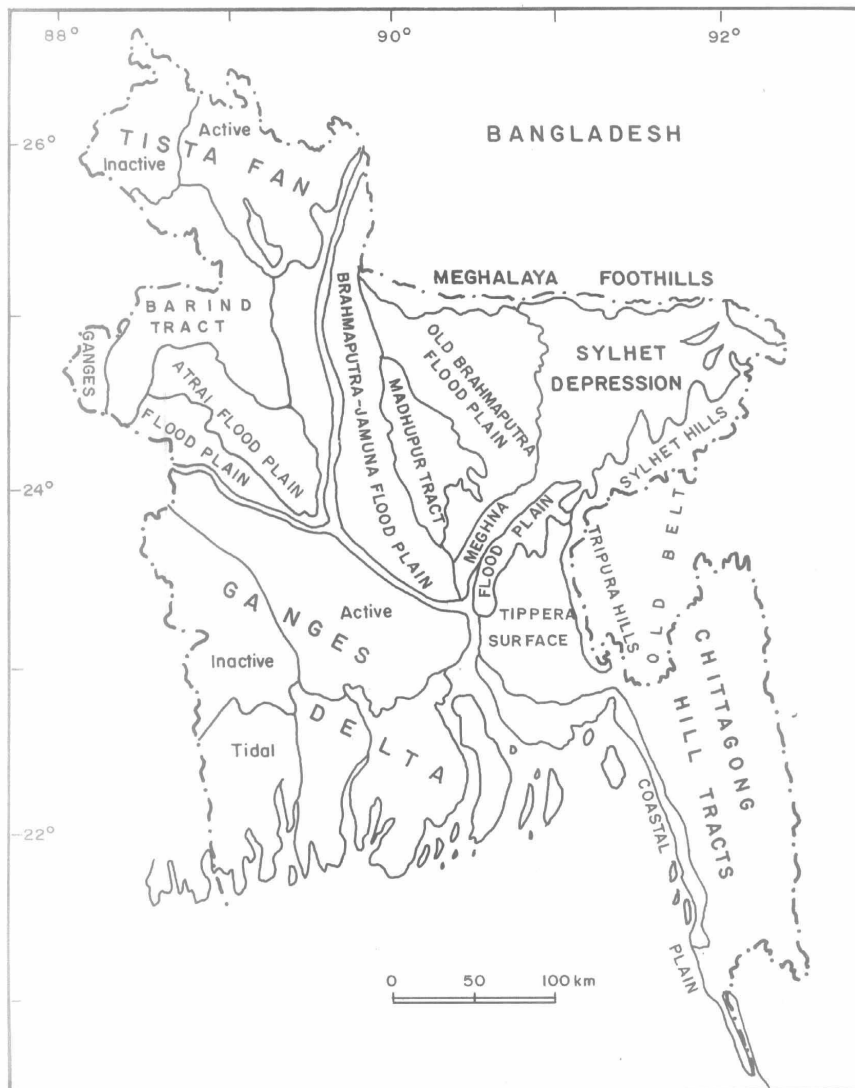 88°
90°
92°
26°
24°
22°
BANGLADESH
TISTA FAN
Active
Inactive
MEGHALAYA FOOTHILLS
BARIND
TRACT
GANGES
FLOOD PLAIN
ATRAI FLOOD PLAIN
BRAHMAPUTRA-JAMUNA FLOOD PLAIN
MADHUPUR TRACT
OLD BRAHMAPUTRA
FLOOD PLAIN
SYLHET
DEPRESSION
SYLHET HILLS
MEGHNA
FLOOD PLAIN
TIPPERA
SURFACE
TRIPURA HILLS
OLD BELT
CHITTAGONG
HILL TRACTS
GANGES
DELTA
Active
Inactive
Tidal
COASTAL
PLAIN
0 50 100 km